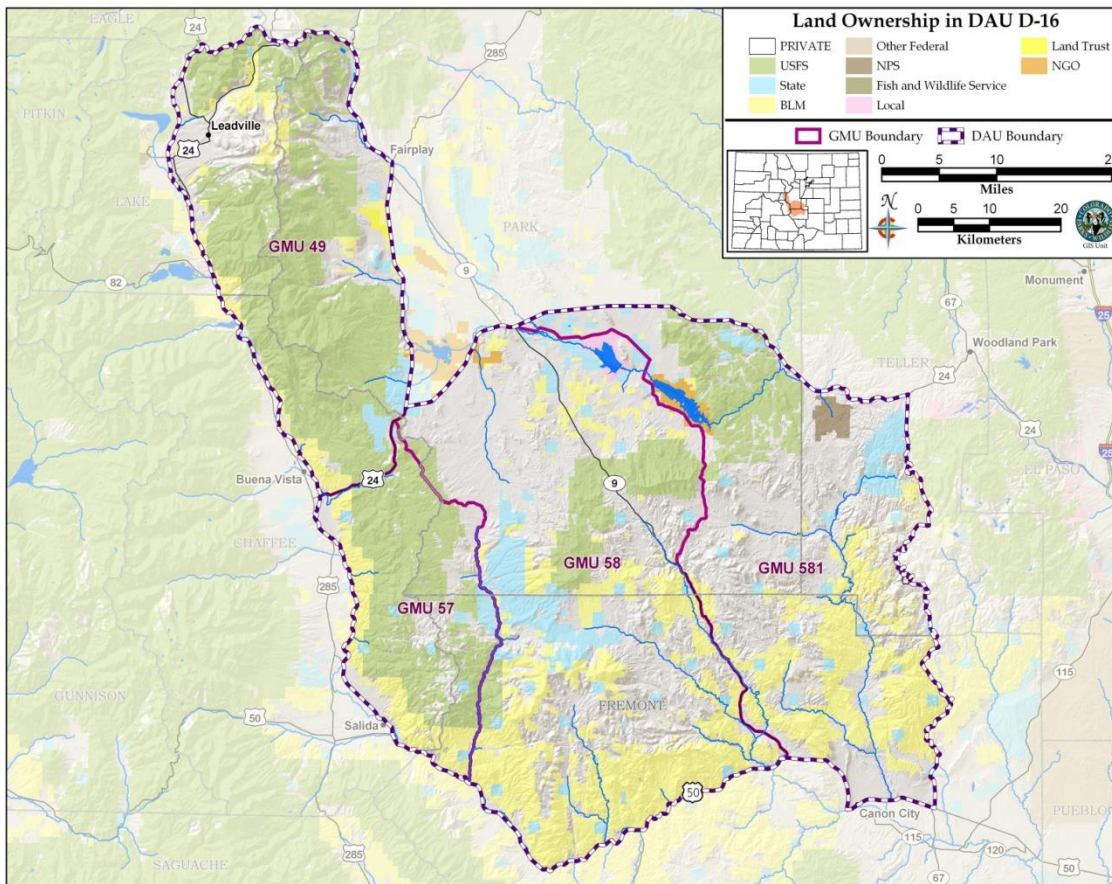 Land Ownership in DAU D-16
PRIVATE
USFS
State
BLM
Other Federal
NPS
Fish and Wildlife Service
Local
Land Trust
NGO
GMU Boundary
DAU Boundary
0 5 10 20
Miles
0 5 10 20
Kilometers
N
GIS Unit
EAGLE
24
285
PITKIN
Leadville
24
Fairplay
LAKE
PARK
GMU 49
9
82
Monument
67
25
Woodland Park
TELLER
24
24
25
EL PASO
Buena Vista
24
9
CHAFFEE
285
GMU 58
GMU 581
GMU 57
115
GUNNISON
50
Salida
FREMONT
50
PUEBLO
Canon City
115
120
50
67
SAGUACHE
285